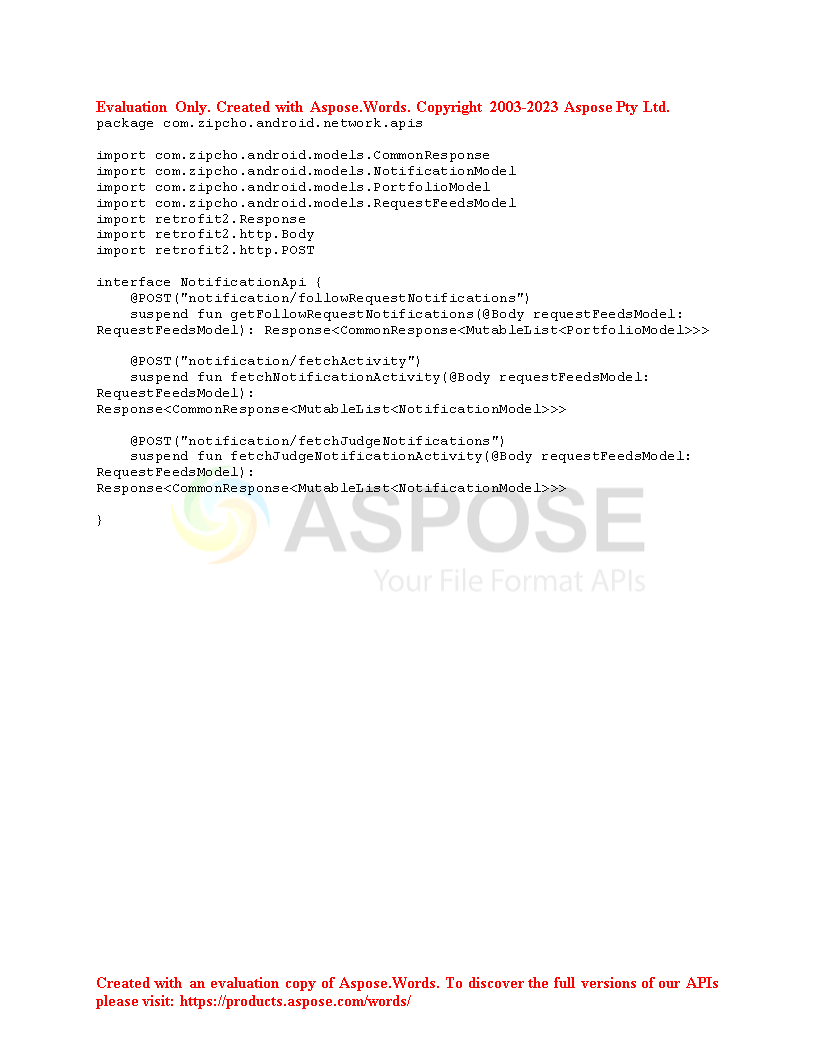 Evaluation Only. Created with Aspose.Words. Copyright 2003-2023 Aspose Pty Ltd.
package com.zipcho.android.network.apis

import com.zipcho.android.models.CommonResponse
import com.zipcho.android.models.NotificationModel
import com.zipcho.android.models.PortfolioModel
import com.zipcho.android.models.RequestFeedsModel
import retrofit2.Response
import retrofit2.http.Body
import retrofit2.http.POST

interface NotificationApi {
    @POST("notification/followRequestNotifications")
    suspend fun getFollowRequestNotifications(@Body requestFeedsModel:
RequestFeedsModel): Response<CommonResponse<MutableList<PortfolioModel>>>

    @POST("notification/fetchActivity")
    suspend fun fetchNotificationActivity(@Body requestFeedsModel:
RequestFeedsModel):
Response<CommonResponse<MutableList<NotificationModel>>>

    @POST("notification/fetchJudgeNotifications")
    suspend fun fetchJudgeNotificationActivity(@Body requestFeedsModel:
RequestFeedsModel):
Response<CommonResponse<MutableList<NotificationModel>>>

}
ASPOSE
Your File Format APIs
Created with an evaluation copy of Aspose.Words. To discover the full versions of our APIs
please visit: https://products.aspose.com/words/